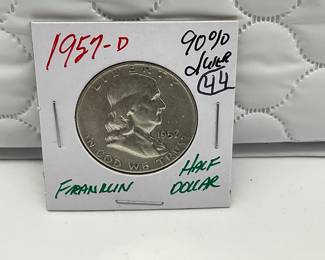 1957-D
90%
silver
44
LIBERTY
1957
IN GOD WE TRUST
FRANKLIN
HALF
DOLLAR